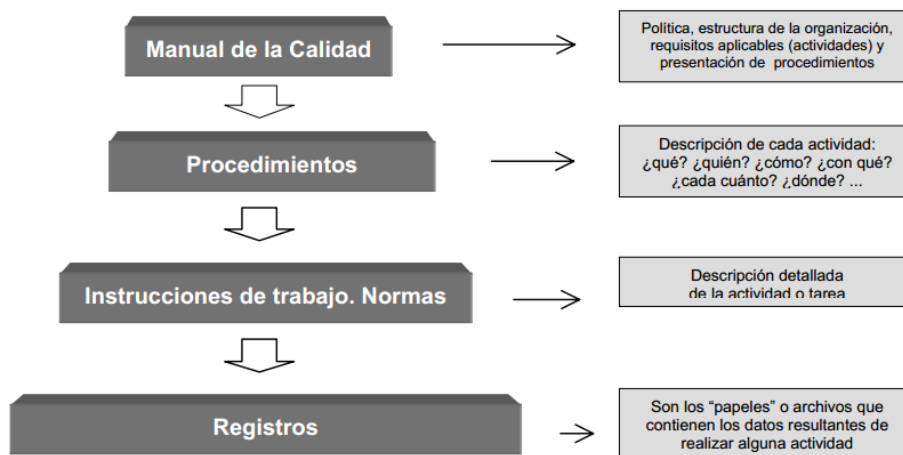 Manual de la Calidad
Política, estructura de la organización,
requisitos aplicables (actividades) y
presentación de procedimientos
Procedimientos
Descripción de cada actividad:
¿qué? ¿quién? ¿cómo? ¿con qué?
¿cada cuánto? ¿dónde? ...
Instrucciones de trabajo. Normas
Descripción detallada
de la actividad o tarea
Registros
Son los “papeles” o archivos que
contienen los datos resultantes de
realizar alguna actividad